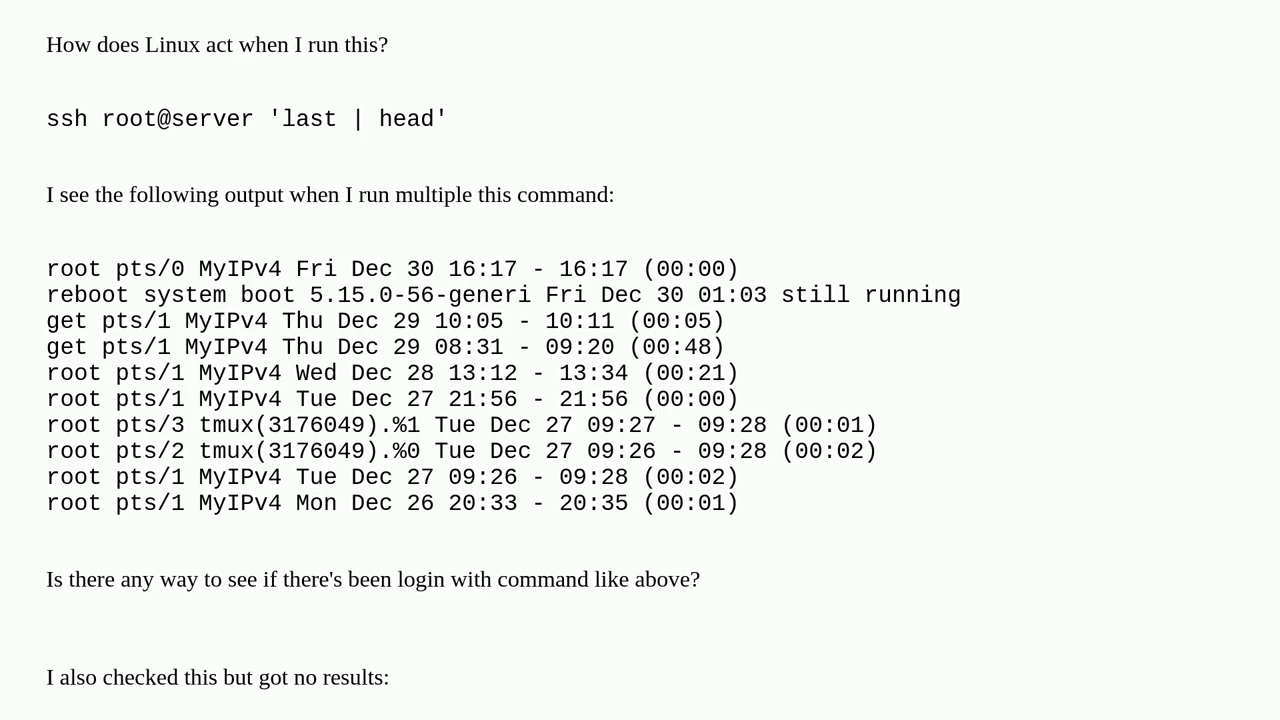 How does Linux act when I run this?
ssh root@server 'last | head'
I see the following output when I run multiple this command:
root pts/0 MyIPv4 Fri Dec 30 16:17 - 16:17 (00:00)
reboot system boot 5.15.0-56-generi Fri Dec 30 01:03 still running
get pts/1 MyIPv4 Thu Dec 29 10:05 - 10:11 (00:05)
get pts/1 MyIPv4 Thu Dec 29 08:31 - 09:20 (00:48)
root pts/1 MyIPv4 Wed Dec 28 13:12 - 13:34 (00:21)
root pts/1 MyIPv4 Tue Dec 27 21:56 - 21:56 (00:00)
root pts/3 tmux(3176049).%1 Tue Dec 27 09:27 - 09:28 (00:01)
root pts/2 tmux(3176049).%0 Tue Dec 27 09:26 - 09:28 (00:02)
root pts/1 MyIPv4 Tue Dec 27 09:26 - 09:28 (00:02)
root pts/1 MyIPv4 Mon Dec 26 20:33 - 20:35 (00:01)
Is there any way to see if there's been login with command like above?
I also checked this but got no results: